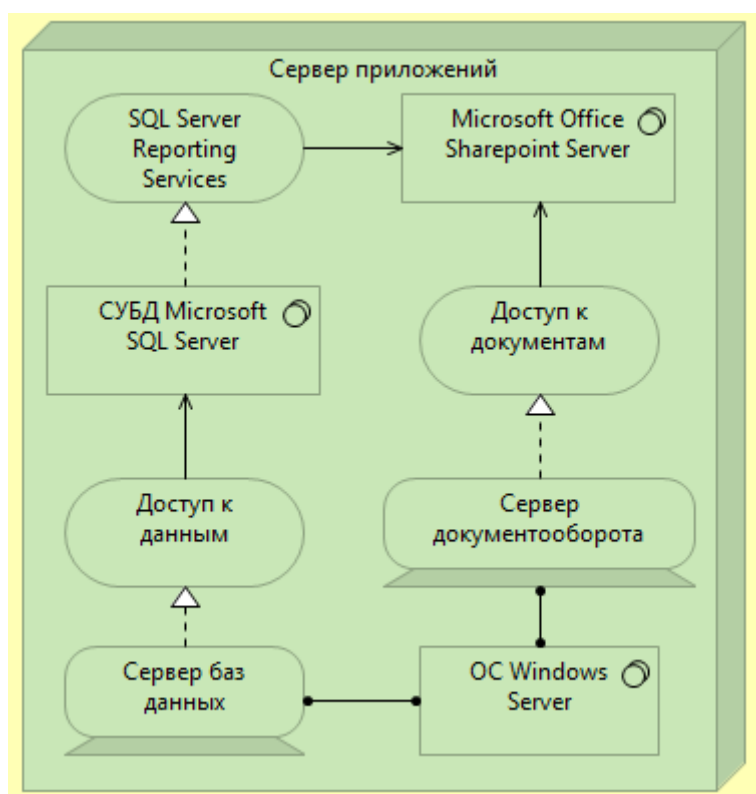 Сервер приложений
SQL Server
Reporting
Services
Microsoft Office
Sharepoint Server
СУБД Microsoft
SQL Server
Доступ к
документам
Доступ к
данным
Сервер
документооборота
Сервер баз
данных
ОС Windows
Server